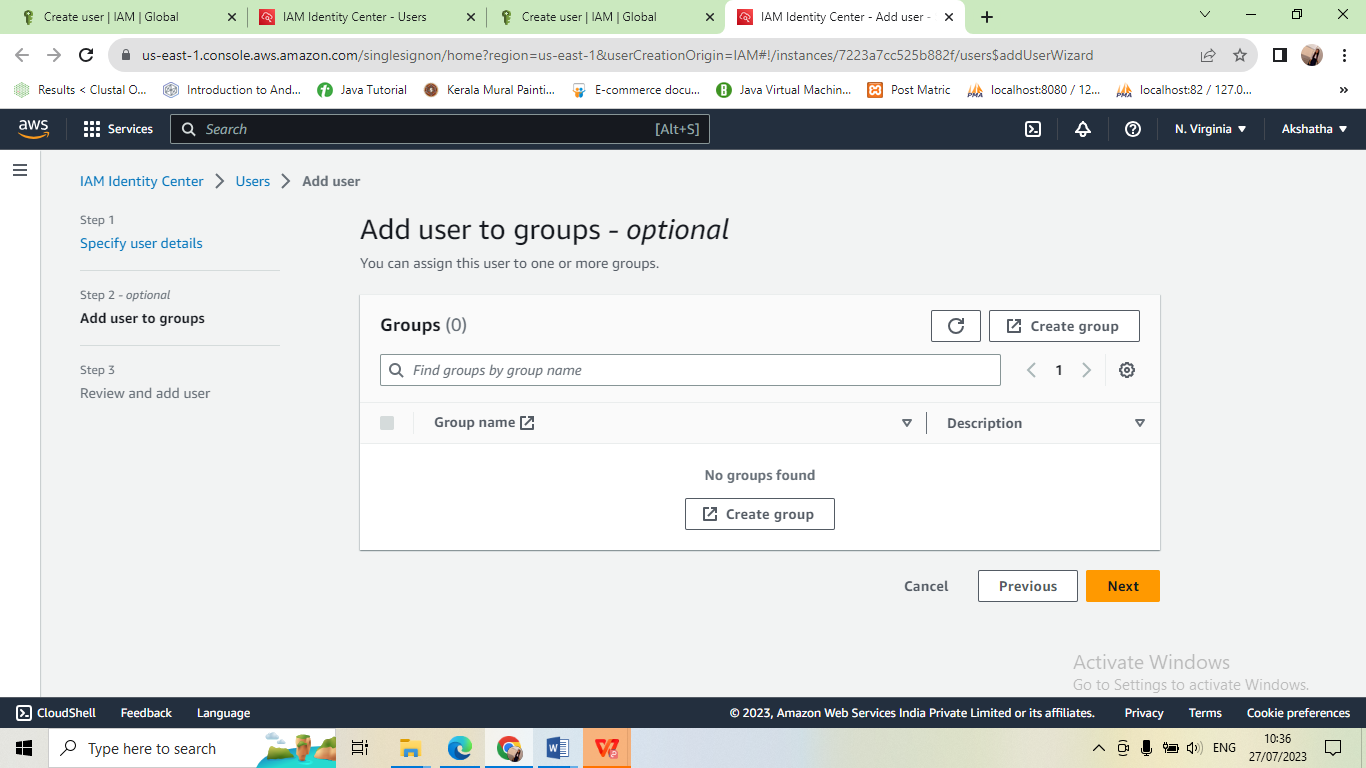 Create user | IAM | Global
IAM Identity Center - Users
Create user | IAM | Global
IAM Identity Center - Add user -
us-east-1.console.aws.amazon.com/singlesignon/home?region=us-east-1&userCreationOrigin=IAM#!/instances/7223a7cc525b882f/users$addUserWizard
Results < Clustal O...
Introduction to And...
Java Tutorial
Kerala Mural Painti...
E-commerce docu...
Java Virtual Machin...
Post Matric
localhost:8080 / 12...
localhost:82 / 127.0...
»
aws
Services
Search
[Alt+S]
N. Virginia
Akshatha
IAM Identity Center
Users
Add user
Step 1
Specify user details
Step 2 - optional
Add user to groups
Step 3
Review and add user
Add user to groups - optional
You can assign this user to one or more groups.
Groups (0)
Create group
Find groups by group name
1
Group name
Description
No groups found
Create group
Cancel
Previous
Next
Activate Windows
Go to Settings to activate Windows.
CloudShell
Feedback
Language
© 2023, Amazon Web Services India Private Limited or its affiliates.
Privacy
Terms
Cookie preferences
Type here to search
ENG
10:36
27/07/2023